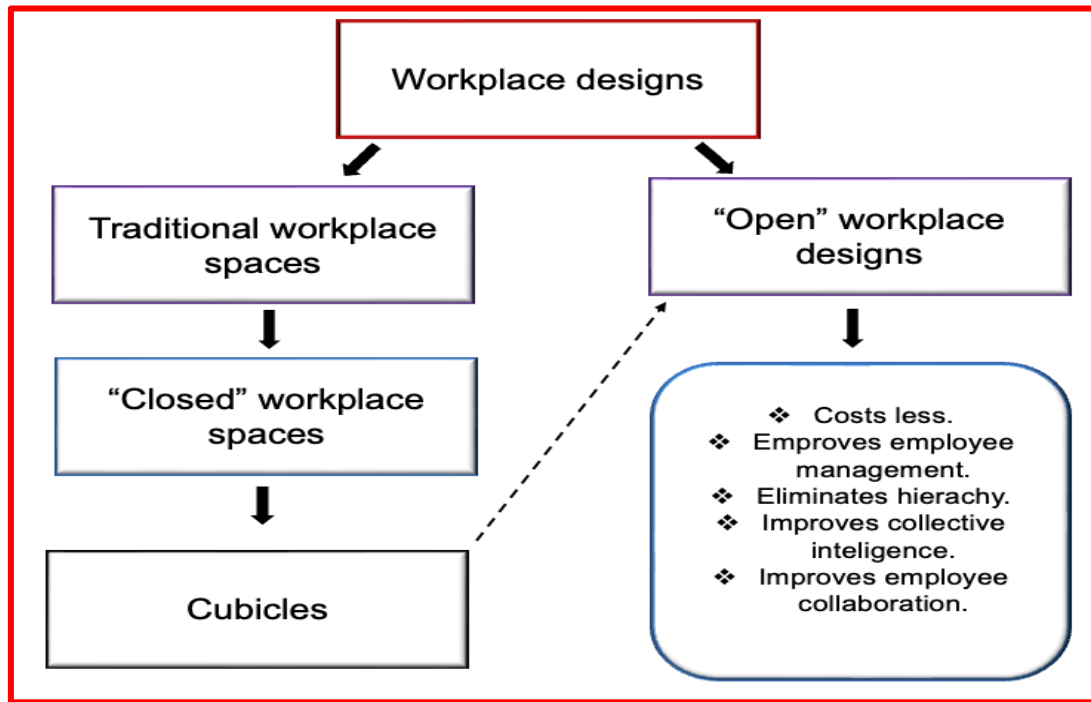 Workplace designs
Traditional workplace
spaces
“Open” workplace
designs
“Closed” workplace
spaces
Cubicles
❖ Costs less.
❖ Emproves employee
management.
❖ Eliminates hierachy.
❖ Improves collective
inteligence.
❖ Improves employee
collaboration.